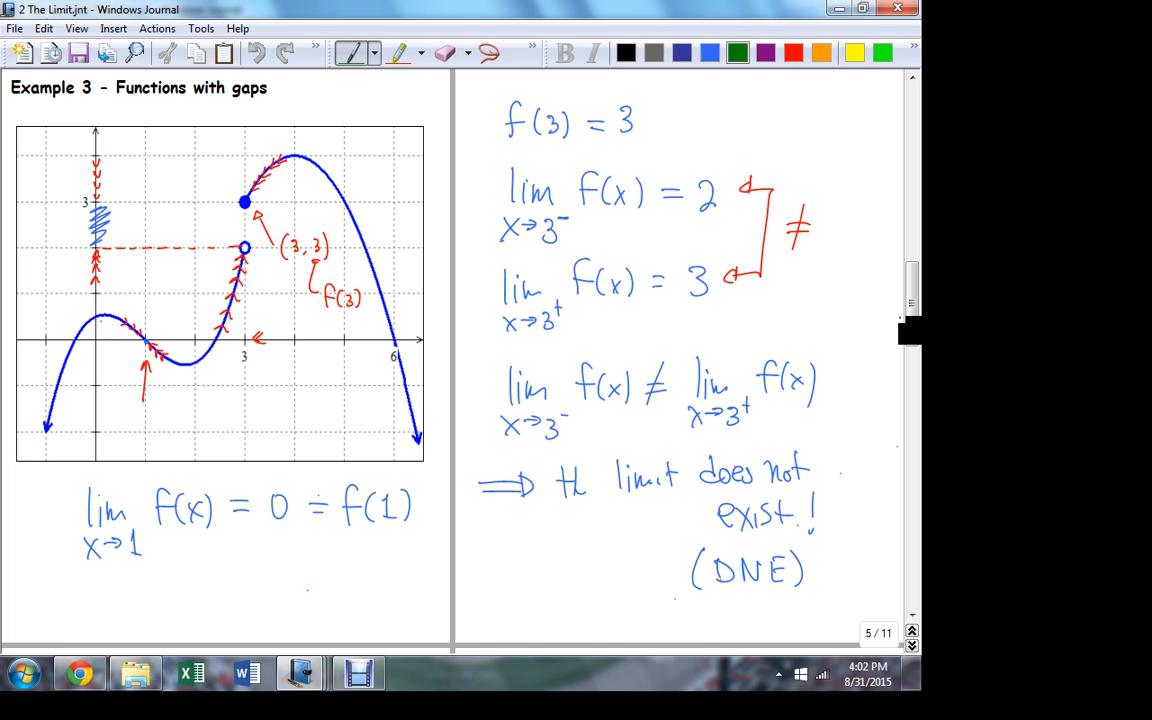 2 The Limit.jnt - Windows Journal
File Edit View Insert Actions Tools Help
B I
Example 3 - Functions with gaps
3
(3, 3)
f(3)
3
6
lim f(x) = 0 = f(1)
x→1
f(3) = 3
lim f(x) = 2
x→3⁻
≠
lim f(x) = 3
x→3⁺
lim f(x) ≠ lim f(x)
x→3⁻ x→3⁺
⟹ th limit does not
exist!
(DNE)
5 / 11
4:02 PM
8/31/2015